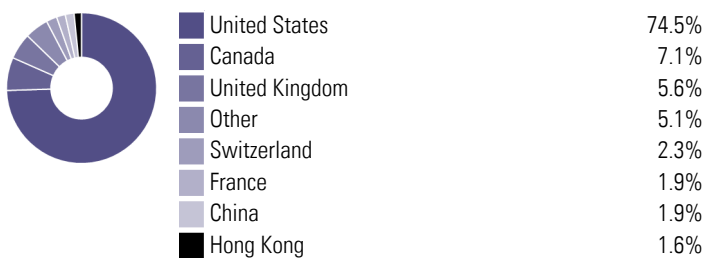 United States 74.5%
Canada 7.1%
United Kingdom 5.6%
Other 5.1%
Switzerland 2.3%
France 1.9%
China 1.9%
Hong Kong 1.6%